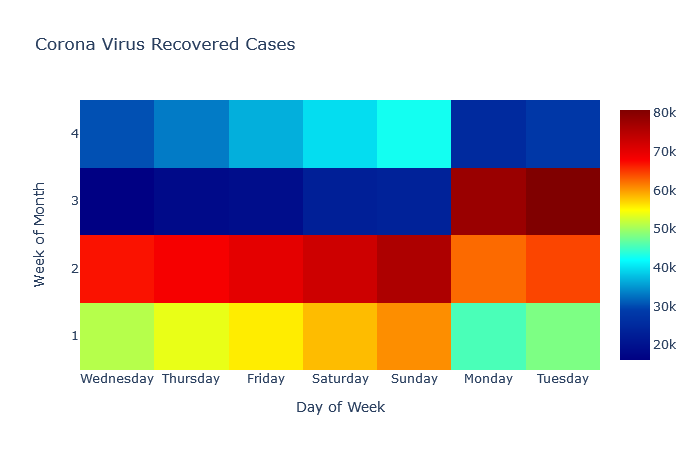 Corona Virus Recovered Cases
Week of Month
4
3
2
1
Wednesday Thursday Friday Saturday Sunday Monday Tuesday
Day of Week
80k
70k
60k
50k
40k
30k
20k